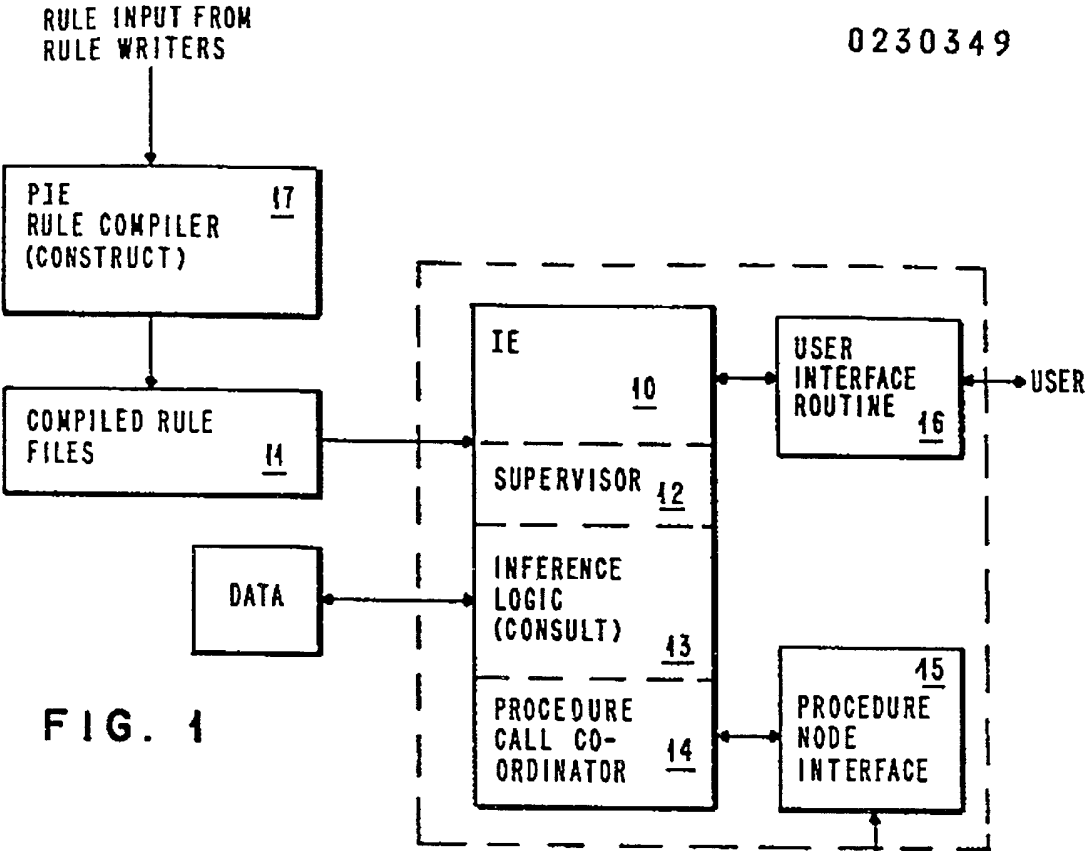 RULE INPUT FROM
RULE WRITERS
0230349
PIE
RULE COMPILER
(CONSTRUCT)
17
COMPILED RULE
FILES
11
DATA
IE
10
SUPERVISOR
12
INFERENCE
LOGIC
(CONSULT)
13
PROCEDURE
CALL CO-
ORDINATOR
14
USER
INTERFACE
ROUTINE
16
USER
15
PROCEDURE
NODE
INTERFACE
FIG. 1